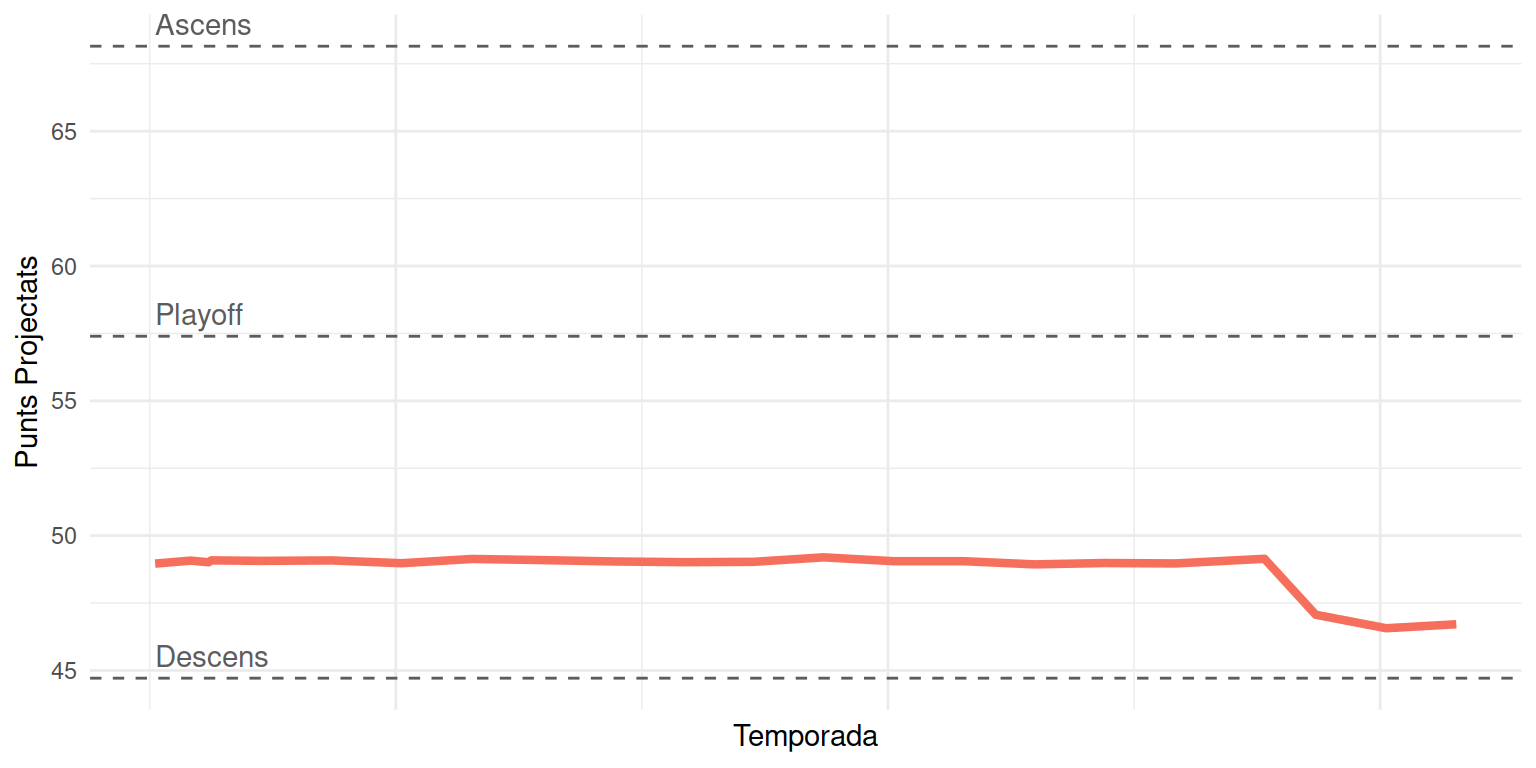 Ascens
65
60
Playoff
55
50
Descens
45
Punts Projectats
Temporada